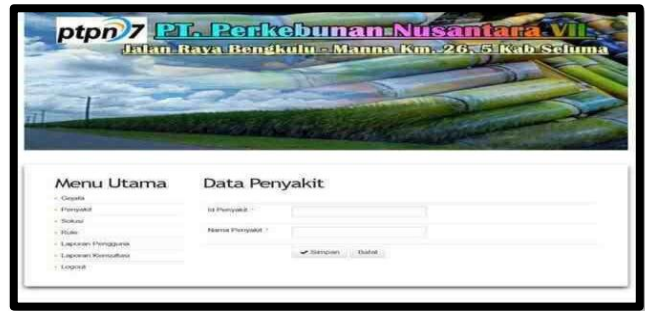 ptpn 7 PT. Perkebunan Nusantara VII
Jalan Raya Bengkulu - Manna Km. 26, 5 Kab Seluma
Menu Utama
Gejala
Penyakit
Solusi
Rule
Laporan Pengguna
Laporan Konsultasi
Logout
Data Penyakit
Id Penyakit *
Nama Penyakit *
Simpan Batal